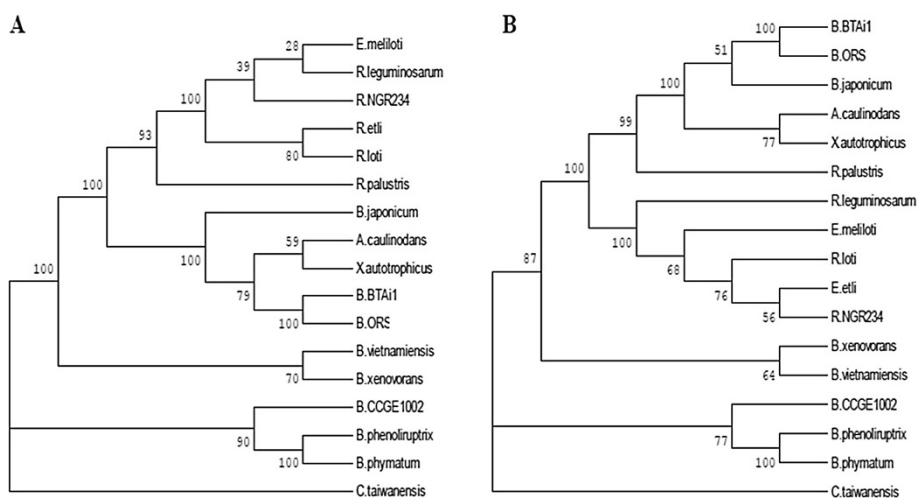 A
28
E.meliloti
39
R.leguminosarum
100
R.NGR234
93
R.etli
80
R.loti
100
R.palustris
B.japonicum
100
59
A.caulinodans
Xautotrophicus
100
79
B.BTAi1
100
B.ORS
B.vietnamiensis
70
B.xenovorans
B.CCGE1002
90
B.phenoliruptrix
100
B.phymatum
C.taiwanensis
B
100
B.BTAi1
51
B.ORS
100
B.japonicum
A.caulinodans
99
77
Xautotrophicus
100
R.palustris
R.leguminosarum
100
E.meliloti
87
68
R.loti
76
E.etli
56
R.NGR234
B.xenovorans
64
B.vietnamiensis
B.CCGE1002
77
B.phenoliruptrix
100
B.phymatum
C.taiwanensis